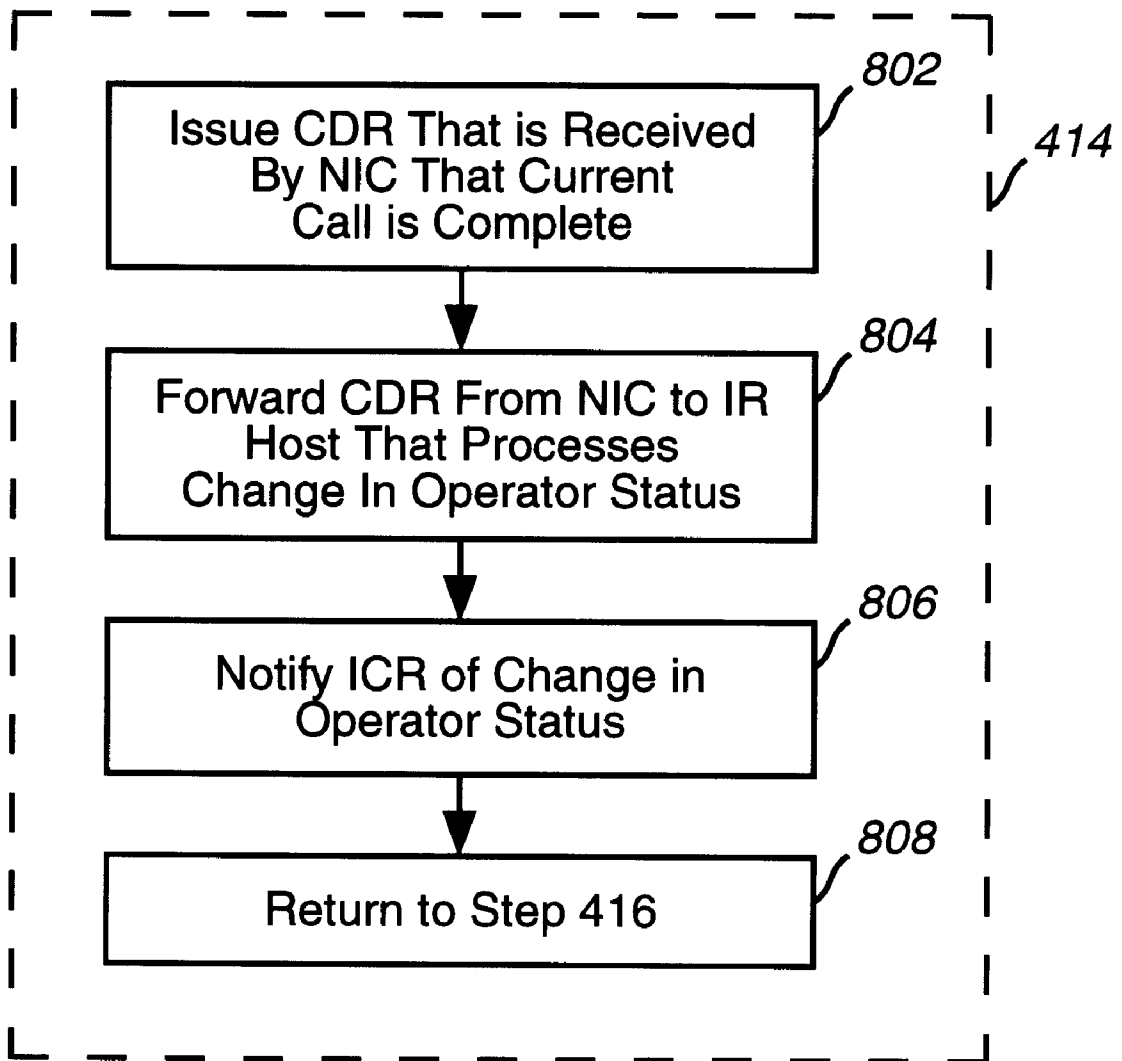 802
Issue CDR That is Received
By NIC That Current
Call is Complete
414
804
Forward CDR From NIC to IR
Host That Processes
Change In Operator Status
806
Notify ICR of Change in
Operator Status
808
Return to Step 416